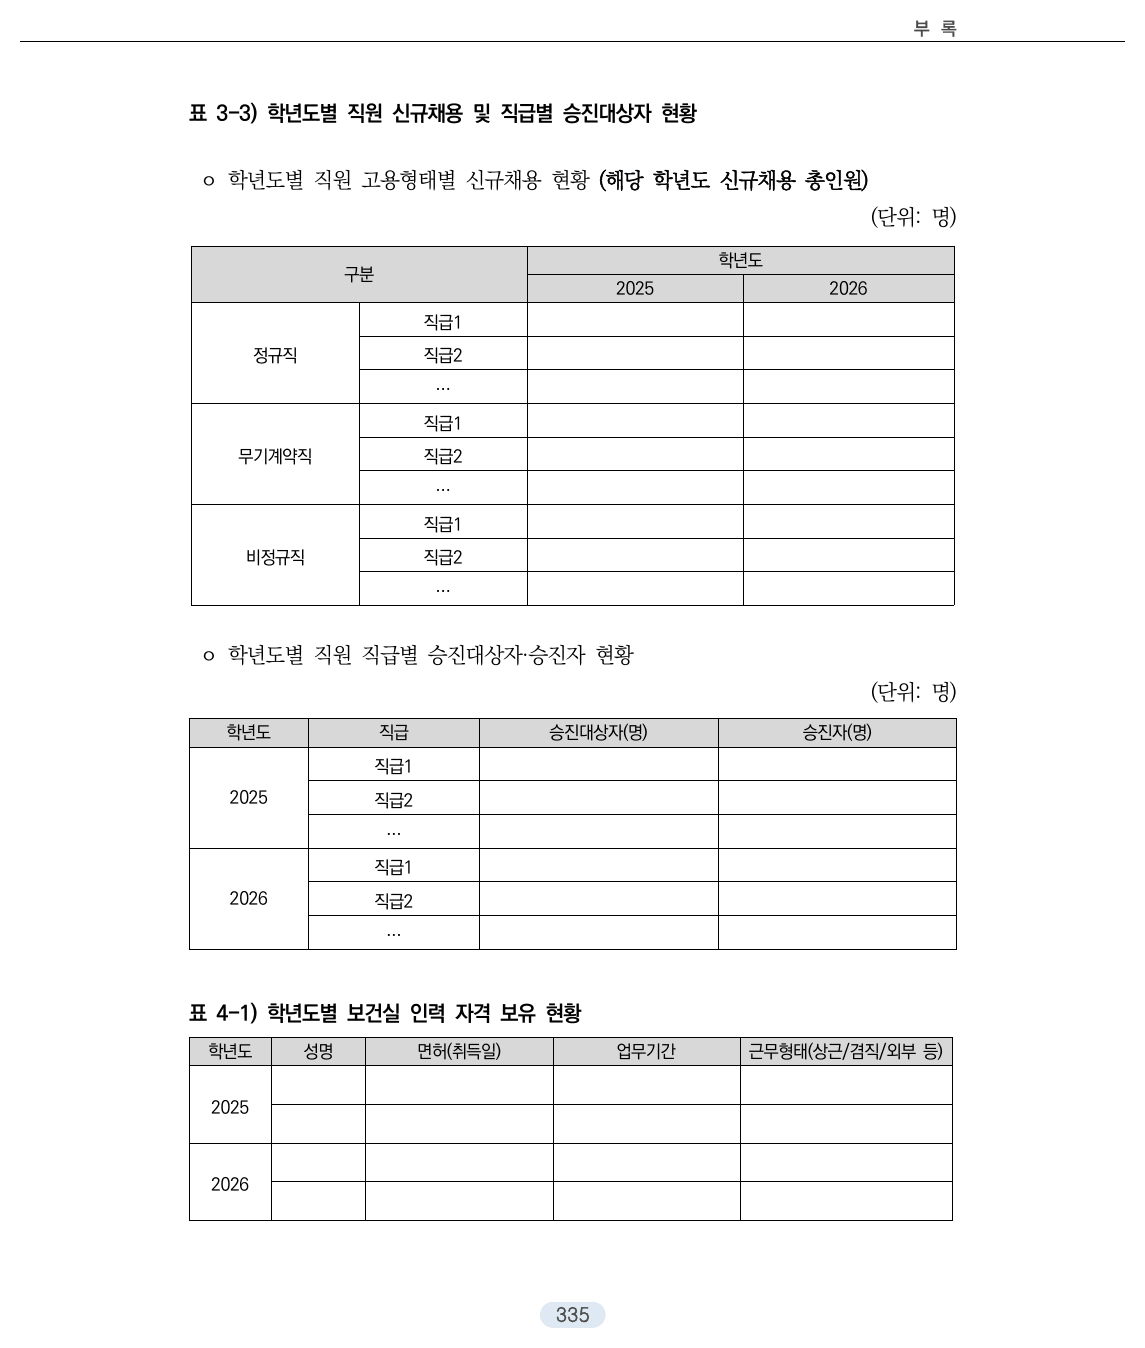 부 록
표 3-3) 학년도별 직원 신규채용 및 직급별 승진대상자 현황
ㅇ 학년도별 직원 고용형태별 신규채용 현황 (해당 학년도 신규채용 총인원)
(단위: 명)
구분 학년도
2025 2026
정규직 직급1
직급2
…
무기계약직 직급1
직급2
…
비정규직 직급1
직급2
…
ㅇ 학년도별 직원 직급별 승진대상자·승진자 현황
(단위: 명)
학년도 직급 승진대상자(명) 승진자(명)
2025 직급1
직급2
…
2026 직급1
직급2
…
표 4-1) 학년도별 보건실 인력 자격 보유 현황
학년도 성명 면허(취득일) 업무기간 근무형태(상근/겸직/외부 등)
2025
2026
335